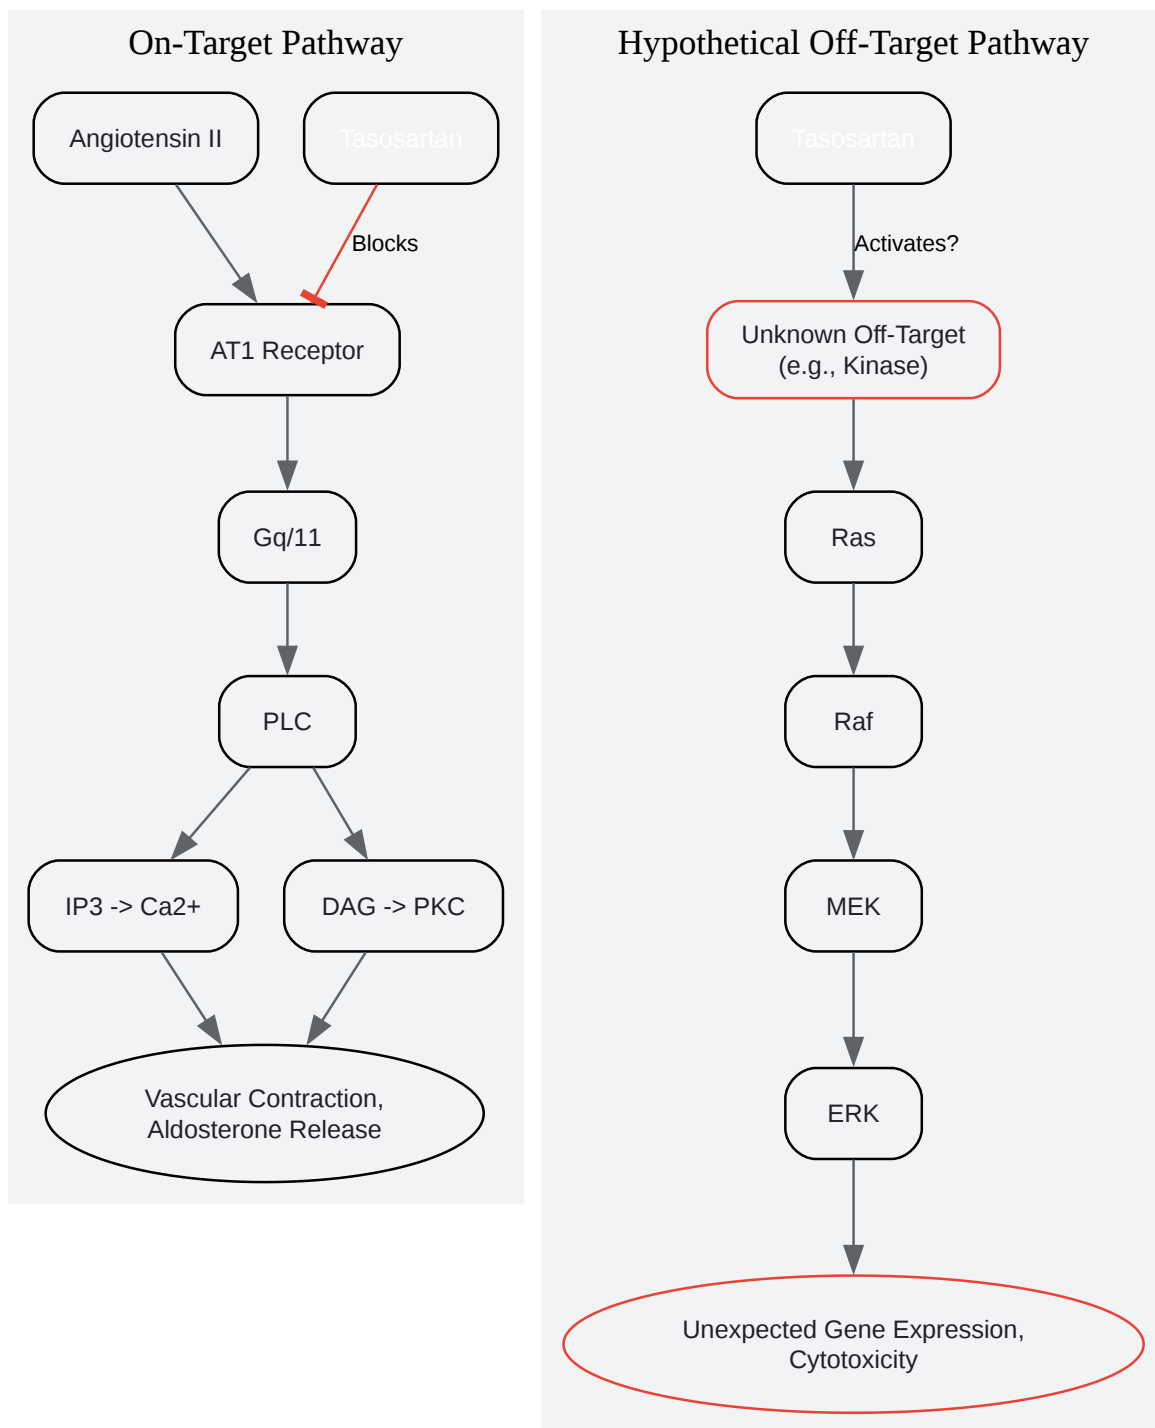 On-Target Pathway
Angiotensin II
Tasosartan
Blocks
AT1 Receptor
Gq/11
PLC
IP3 -> Ca2+
DAG -> PKC
Vascular Contraction,
Aldosterone Release
Hypothetical Off-Target Pathway
Tasosartan
Activates?
Unknown Off-Target
(e.g., Kinase)
Ras
Raf
MEK
ERK
Unexpected Gene Expression,
Cytotoxicity